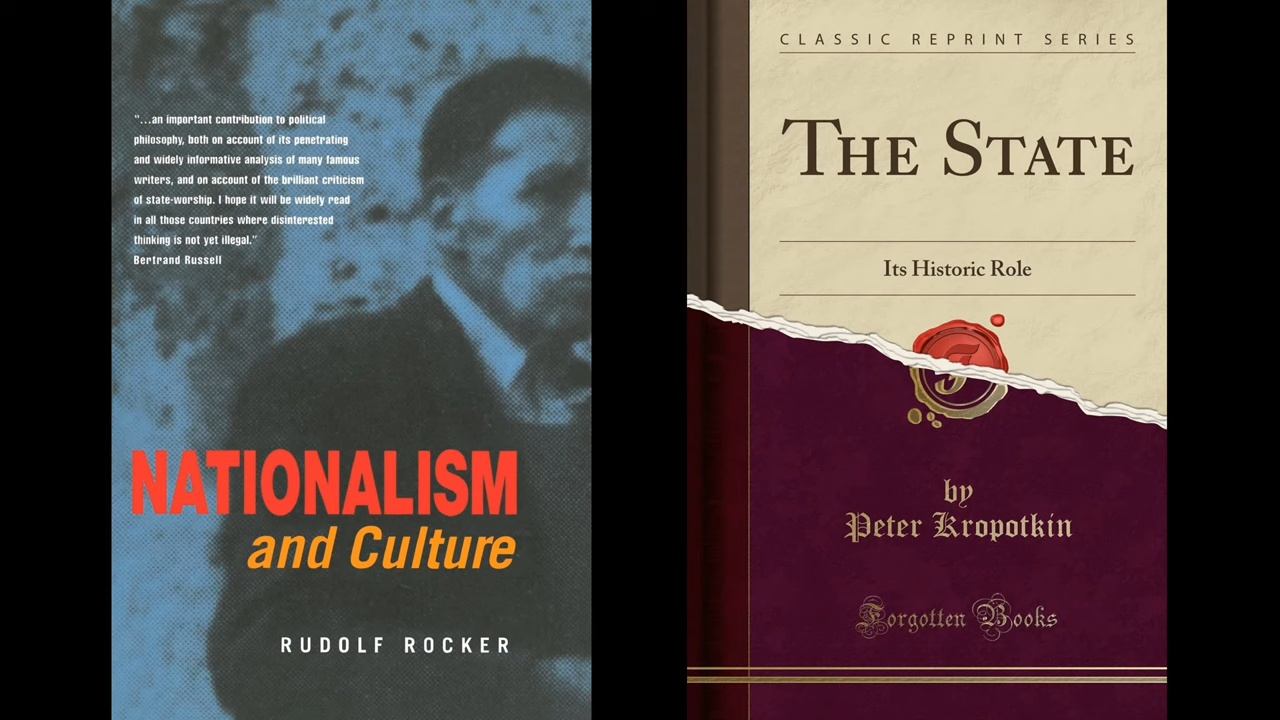 "...an important contribution to political
philosophy, both on account of its penetrating
and widely informative analysis of many famous
writers, and on account of the brilliant criticism
of state-worship. I hope it will be widely read
in all those countries where disinterested
thinking is not yet illegal."
Bertrand Russell
NATIONALISM
and Culture
RUDOLF ROCKER
CLASSIC REPRINT SERIES
THE STATE
Its Historic Role
F
by
Peter Kropotkin
Forgotten Books